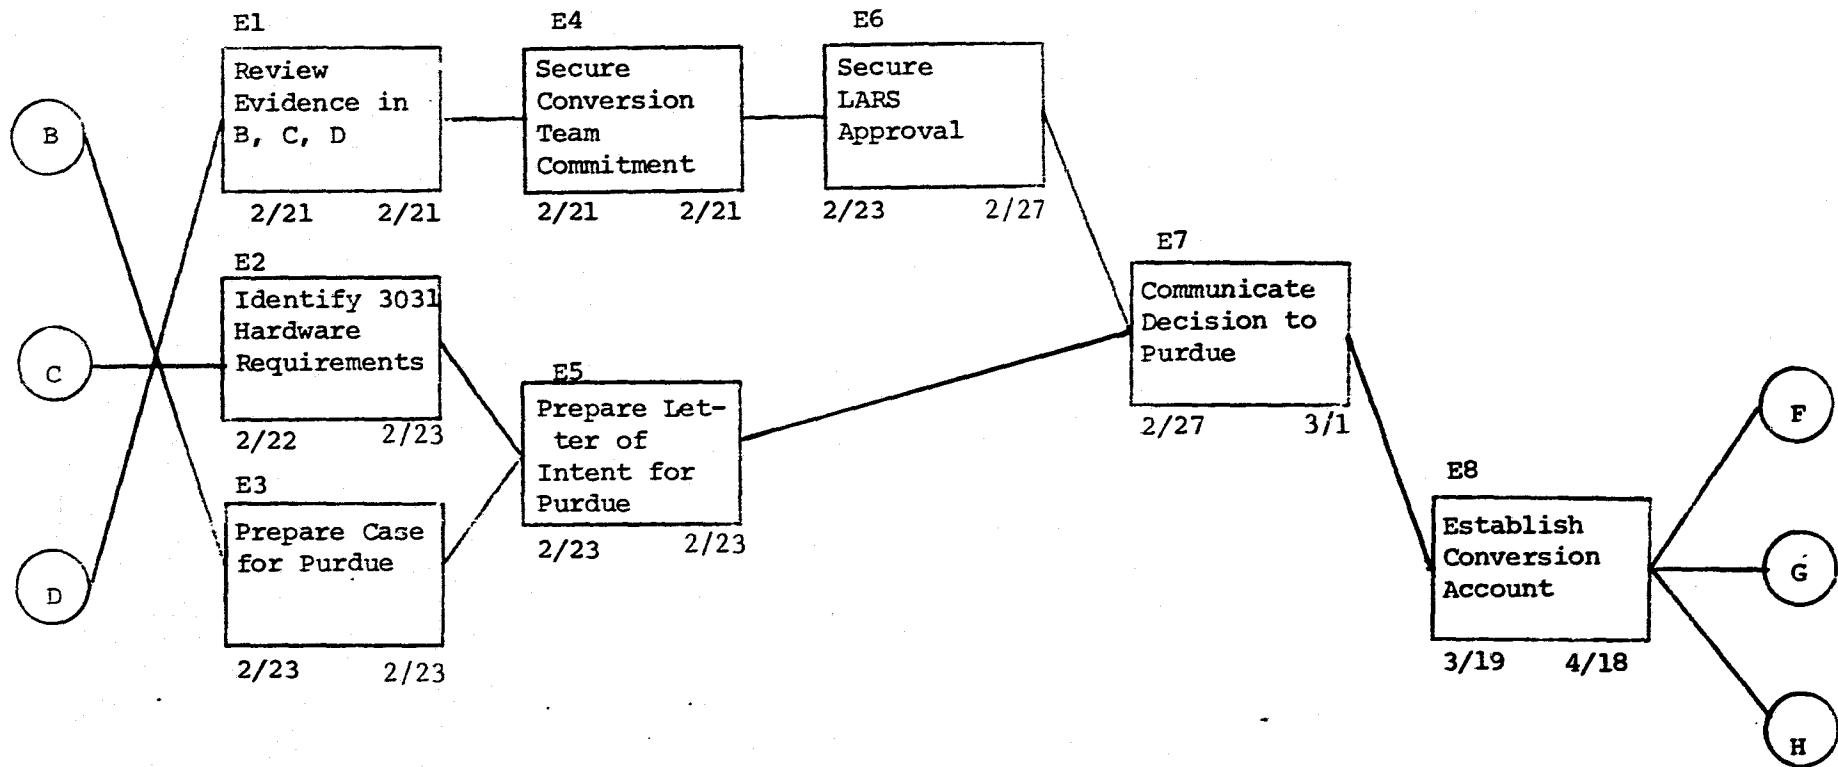 E1
Review
Evidence in
B, C, D
2/21 2/21
E4
Secure
Conversion
Team
Commitment
2/21 2/21
E6
Secure
LARS
Approval
2/23 2/27
B
C
D
E2
Identify 3031
Hardware
Requirements
2/22 2/23
E3
Prepare Case
for Purdue
2/23 2/23
E5
Prepare Let-
ter of
Intent for
Purdue
2/23 2/23
E7
Communicate
Decision to
Purdue
2/27 3/1
E8
Establish
Conversion
Account
3/19 4/18
F
G
H